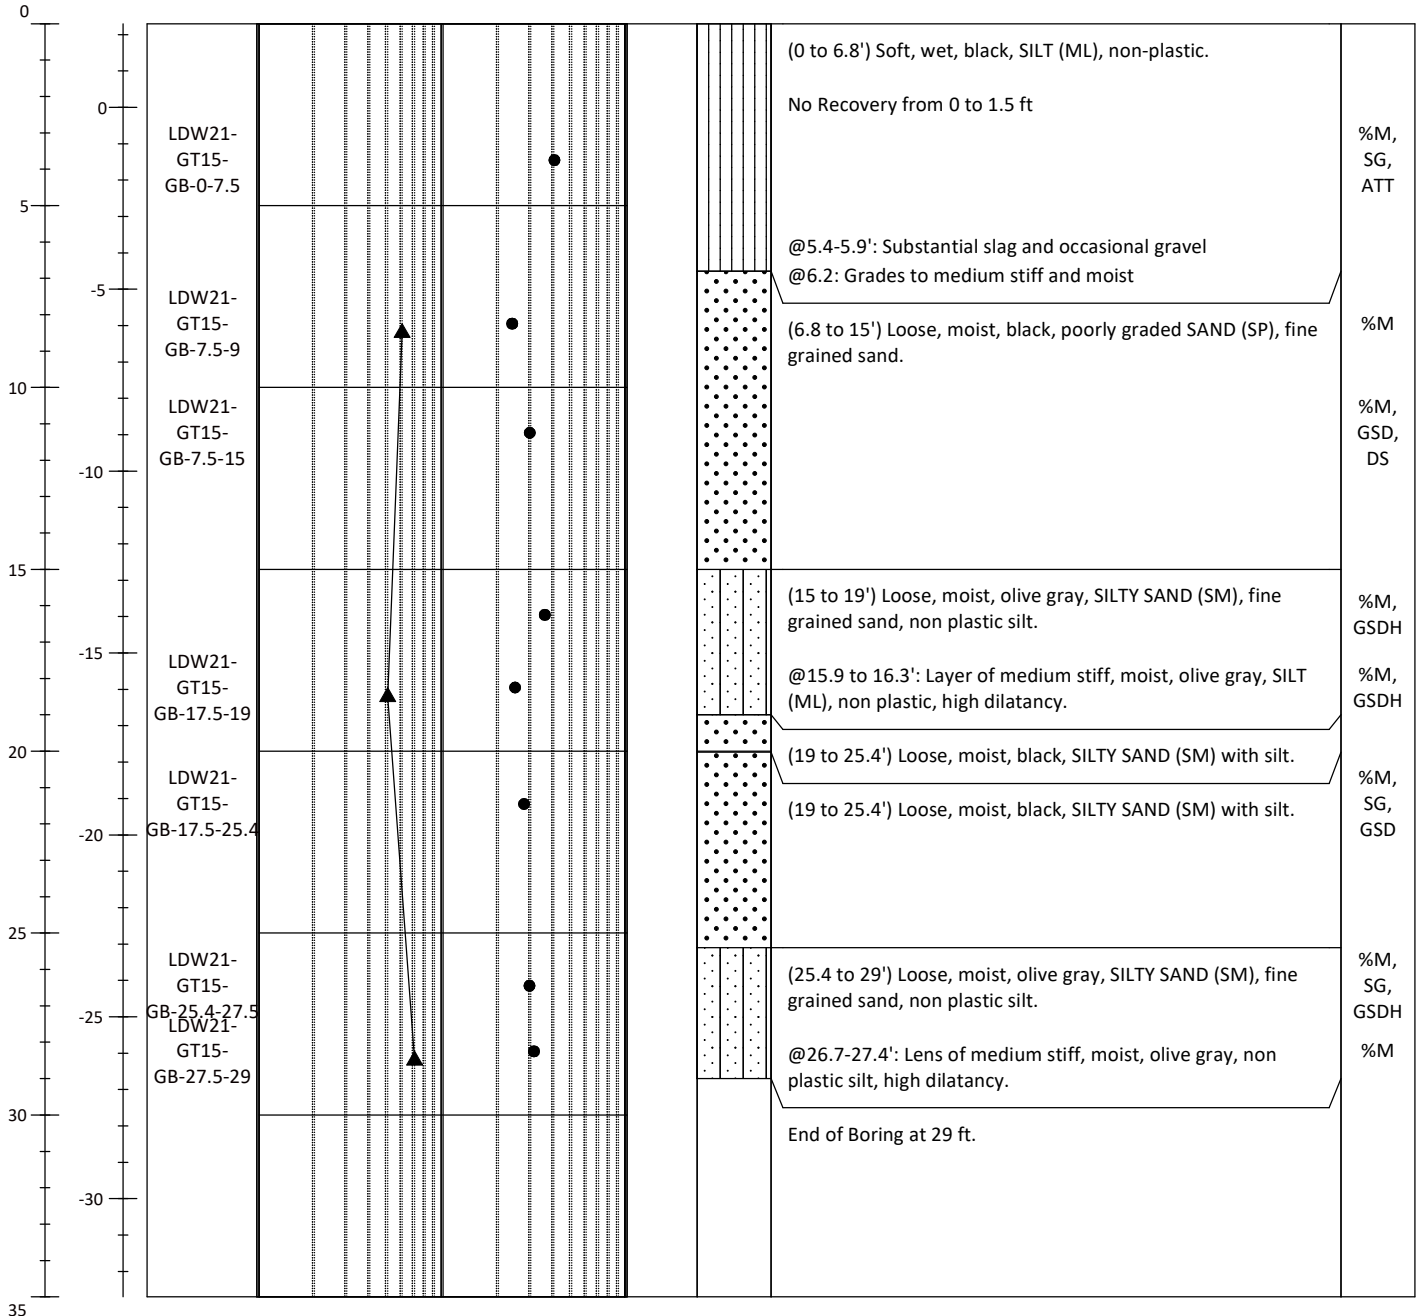 0
5
10
15
20
25
30
35
0
-5
-10
-15
-20
-25
-30
LDW21-
GT15-
GB-0-7.5
LDW21-
GT15-
GB-7.5-9
LDW21-
GT15-
GB-7.5-15
LDW21-
GT15-
GB-17.5-19
LDW21-
GT15-
GB-17.5-25.4
LDW21-
GT15-
GB-25.4-27.5
LDW21-
GT15-
GB-27.5-29
(0 to 6.8') Soft, wet, black, SILT (ML), non-plastic.
No Recovery from 0 to 1.5 ft
@5.4-5.9': Substantial slag and occasional gravel
@6.2: Grades to medium stiff and moist
(6.8 to 15') Loose, moist, black, poorly graded SAND (SP), fine
grained sand.
(15 to 19') Loose, moist, olive gray, SILTY SAND (SM), fine
grained sand, non plastic silt.
@15.9 to 16.3': Layer of medium stiff, moist, olive gray, SILT
(ML), non plastic, high dilatancy.
(19 to 25.4') Loose, moist, black, SILTY SAND (SM) with silt.
(19 to 25.4') Loose, moist, black, SILTY SAND (SM) with silt.
(25.4 to 29') Loose, moist, olive gray, SILTY SAND (SM), fine
grained sand, non plastic silt.
@26.7-27.4': Lens of medium stiff, moist, olive gray, non
plastic silt, high dilatancy.
End of Boring at 29 ft.
%M,
SG,
ATT
%M
%M,
GSD,
DS
%M,
GSDH
%M,
GSDH
%M,
SG,
GSD
%M,
SG,
GSDH
%M